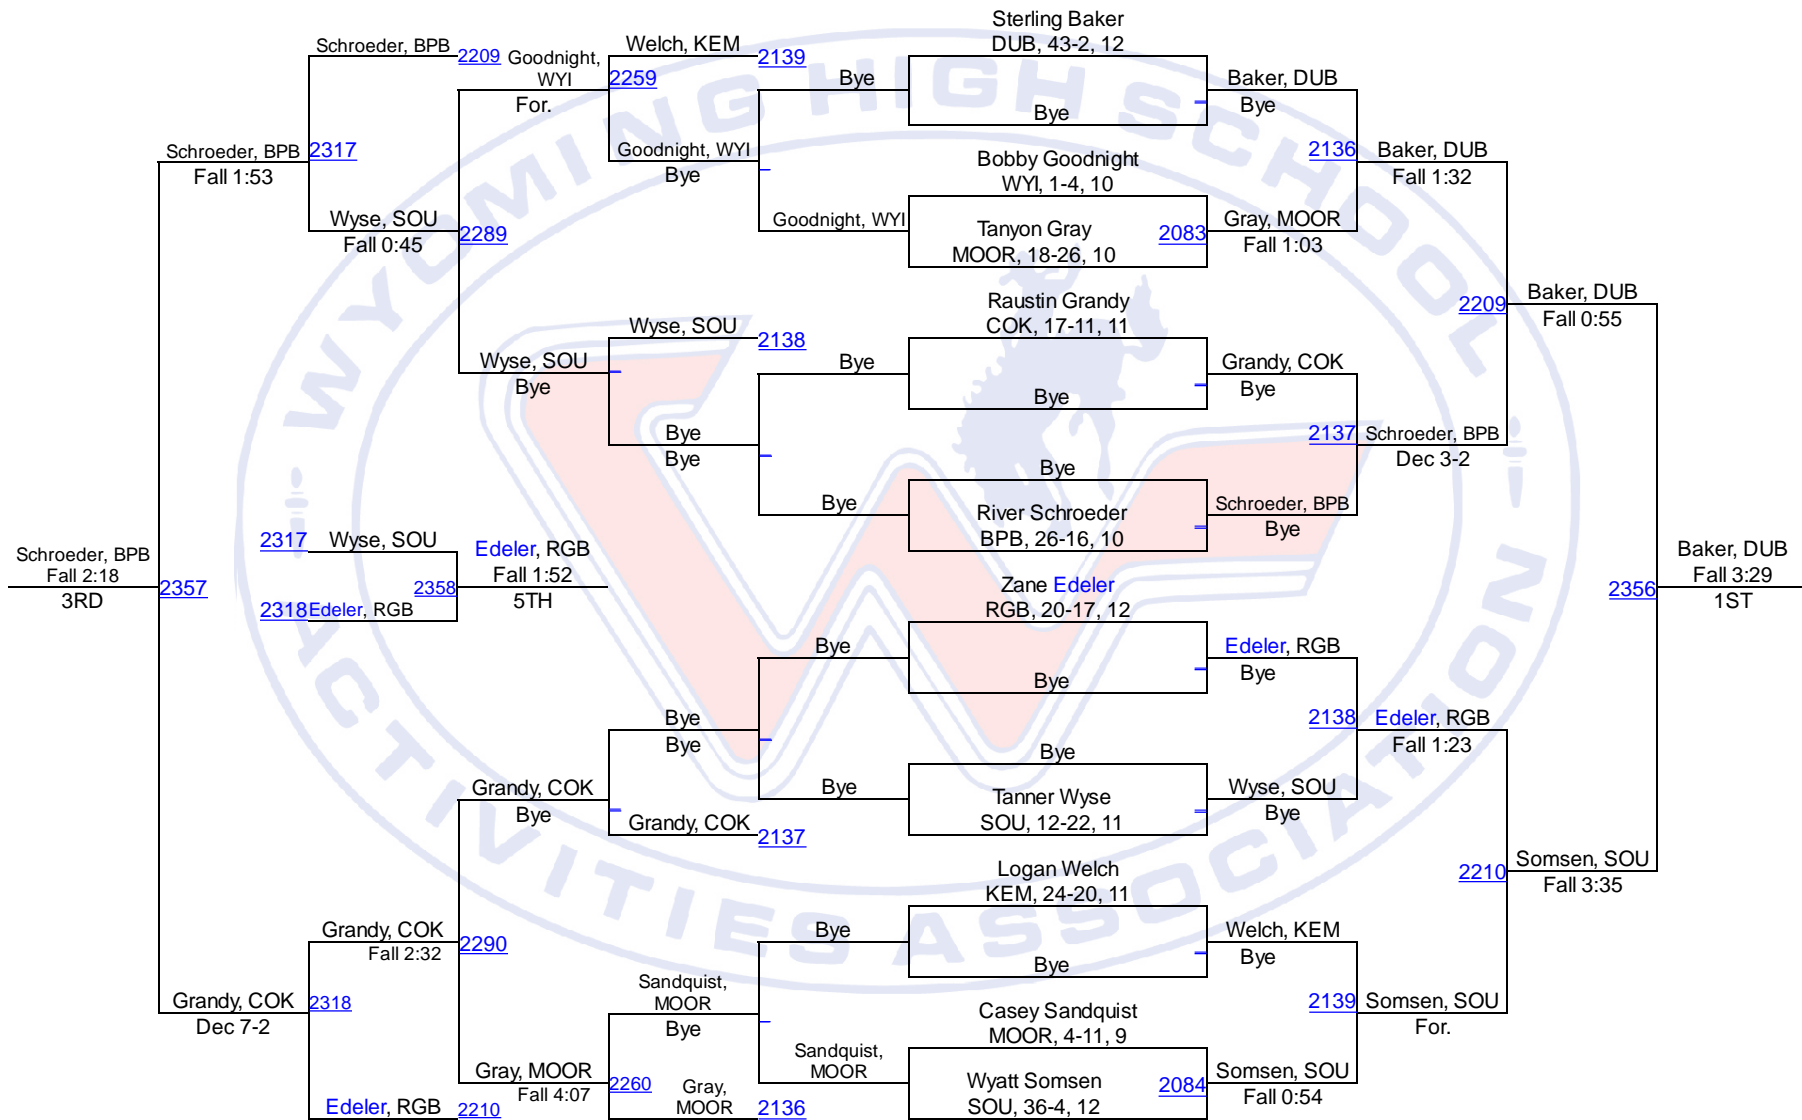 WYOMING HIGH SCHOOL
ACTIVITIES ASSOCIATION
Schroeder, BPB
2209
Goodnight,
WYI
For.
Welch, KEM
2139
2259
Goodnight, WYI
Bye
Bye
Goodnight, WYI
Sterling Baker
DUB, 43-2, 12
Bye
Baker, DUB
Bye
Bobby Goodnight
WYI, 1-4, 10
Tanyon Gray
MOOR, 18-26, 10
2083
Gray, MOOR
Fall 1:03
2136
Baker, DUB
Fall 1:32
Schroeder, BPB
Fall 1:53
2317
Wyse, SOU
Fall 0:45
2289
Wyse, SOU
Bye
Wyse, SOU
2138
Bye
Bye
Bye
Bye
Raustin Grandy
COK, 17-11, 11
Bye
Grandy, COK
Bye
Bye
River Schroeder
BPB, 26-16, 10
Schroeder, BPB
Bye
2137
Schroeder, BPB
Dec 3-2
2209
Baker, DUB
Fall 0:55
Schroeder, BPB
Fall 2:18
3RD
2357
2317
Wyse, SOU
2318
Edeler, RGB
2358
Edeler, RGB
Fall 1:52
5TH
Zane Edeler
RGB, 20-17, 12
Bye
Bye
Edeler, RGB
Bye
Bye
Bye
Bye
Bye
Tanner Wyse
SOU, 12-22, 11
Wyse, SOU
Bye
2138
Edeler, RGB
Fall 1:23
2356
Baker, DUB
Fall 3:29
1ST
Grandy, COK
Bye
Grandy, COK
2137
Logan Welch
KEM, 24-20, 11
Bye
Bye
Welch, KEM
Bye
2210
Somsen, SOU
Fall 3:35
Grandy, COK
Fall 2:32
2290
Grandy, COK
Dec 7-2
2318
Sandquist,
MOOR
Bye
Sandquist,
MOOR
Casey Sandquist
MOOR, 4-11, 9
Wyatt Somsen
SOU, 36-4, 12
2084
Somsen, SOU
Fall 0:54
2139
Somsen, SOU
For.
Gray, MOOR
Fall 4:07
2260
Gray,
MOOR
2136
Edeler, RGB
2210